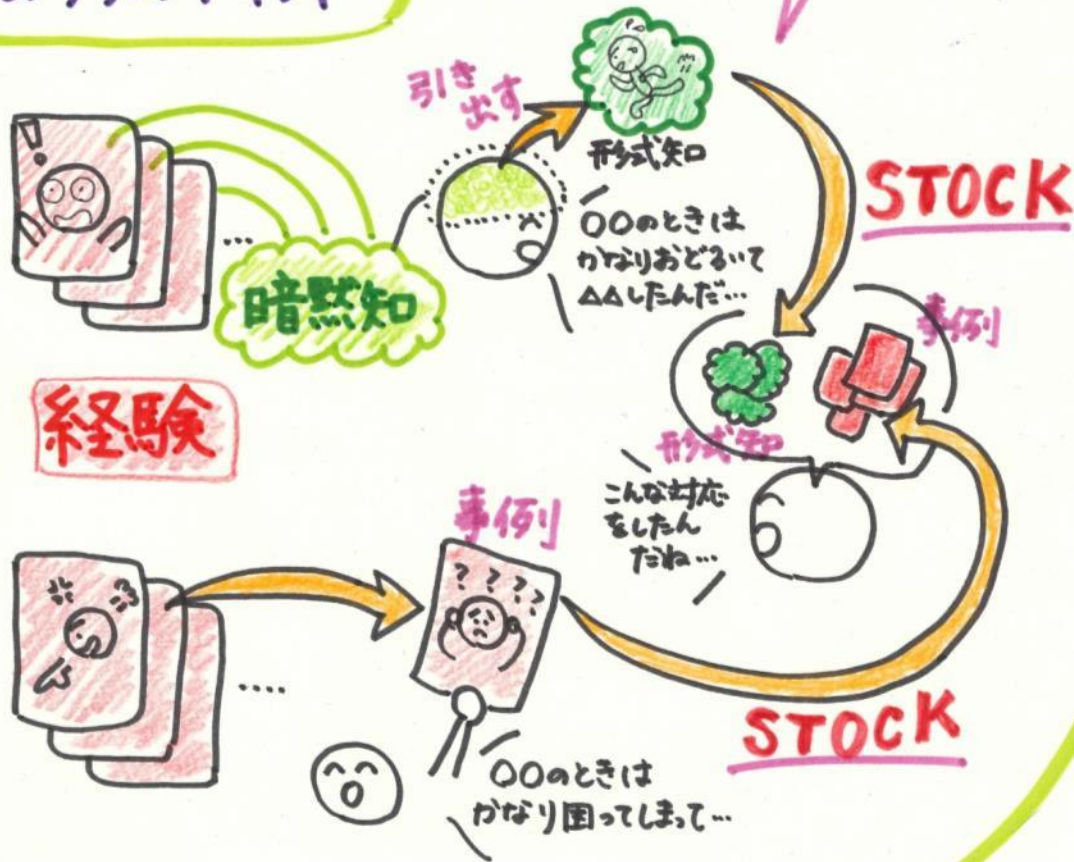 引き
出す
形式知
STOCK
○○のときは
かなりおどろいて
△△したんだ…
!
…
暗黙知
事例
経験
形式知
こんな対応
をしたん
だね…
事例
? ? ? ?
....
STOCK
○○のときは
かなり困ってしまって…